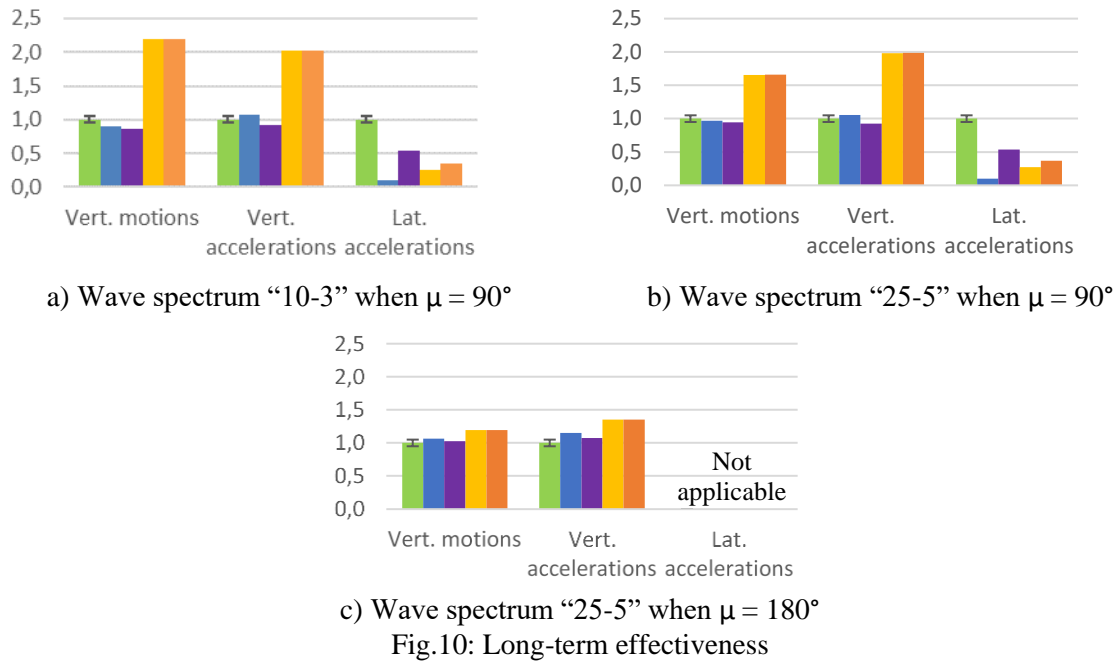 2,5
2,0
1,0
0,5
0,0
Vert. motions
Vert.
accelerations
Lat.
accelerations
a) Wave spectrum “10-3” when μ = 90°
2,5
2,0
1,5
1,0
0,5
0,0
Vert. motions
Vert.
accelerations
Lat.
accelerations
b) Wave spectrum “25-5” when μ = 90°
2,5
2,0
1,5
1,0
0,5
0,0
Not
applicable
Vert. motions
Vert.
accelerations
Lat.
accelerations
c) Wave spectrum “25-5” when μ = 180°
Fig.10: Long-term effectiveness